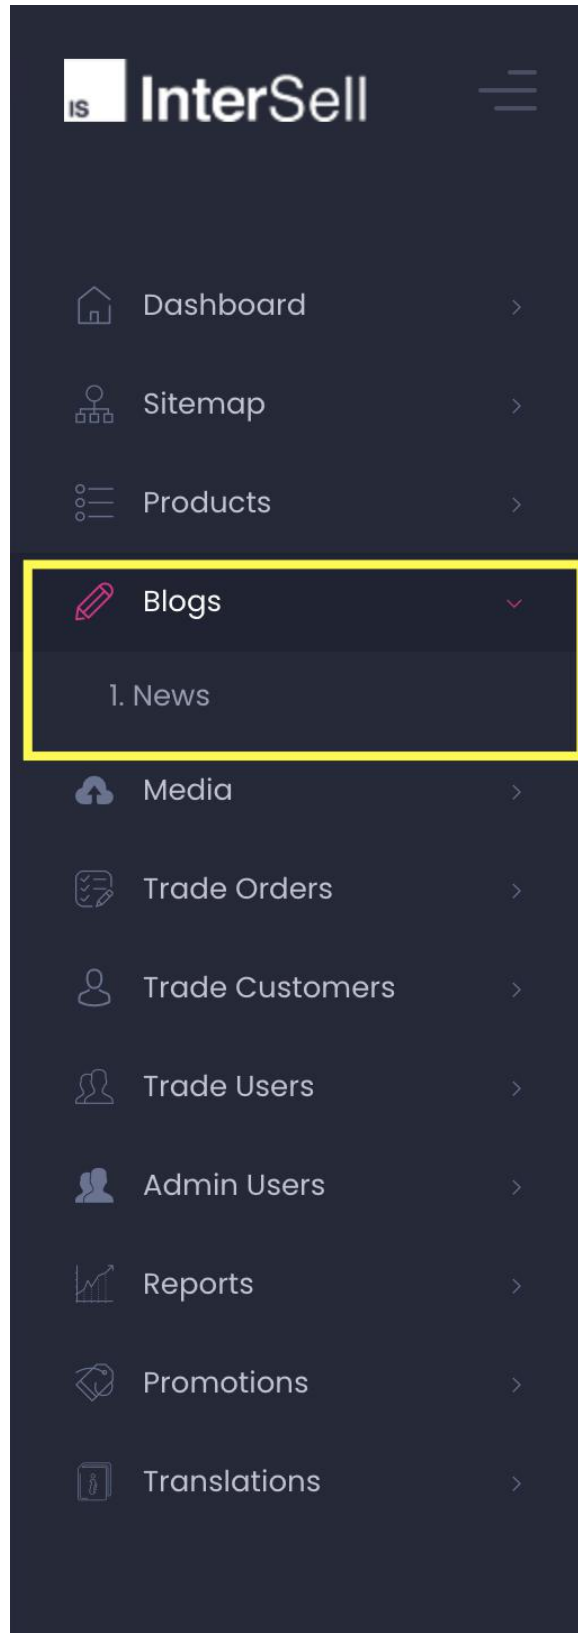 IS InterSell
Dashboard
Sitemap
Products
Blogs
1. News
Media
Trade Orders
Trade Customers
Trade Users
Admin Users
Reports
Promotions
Translations